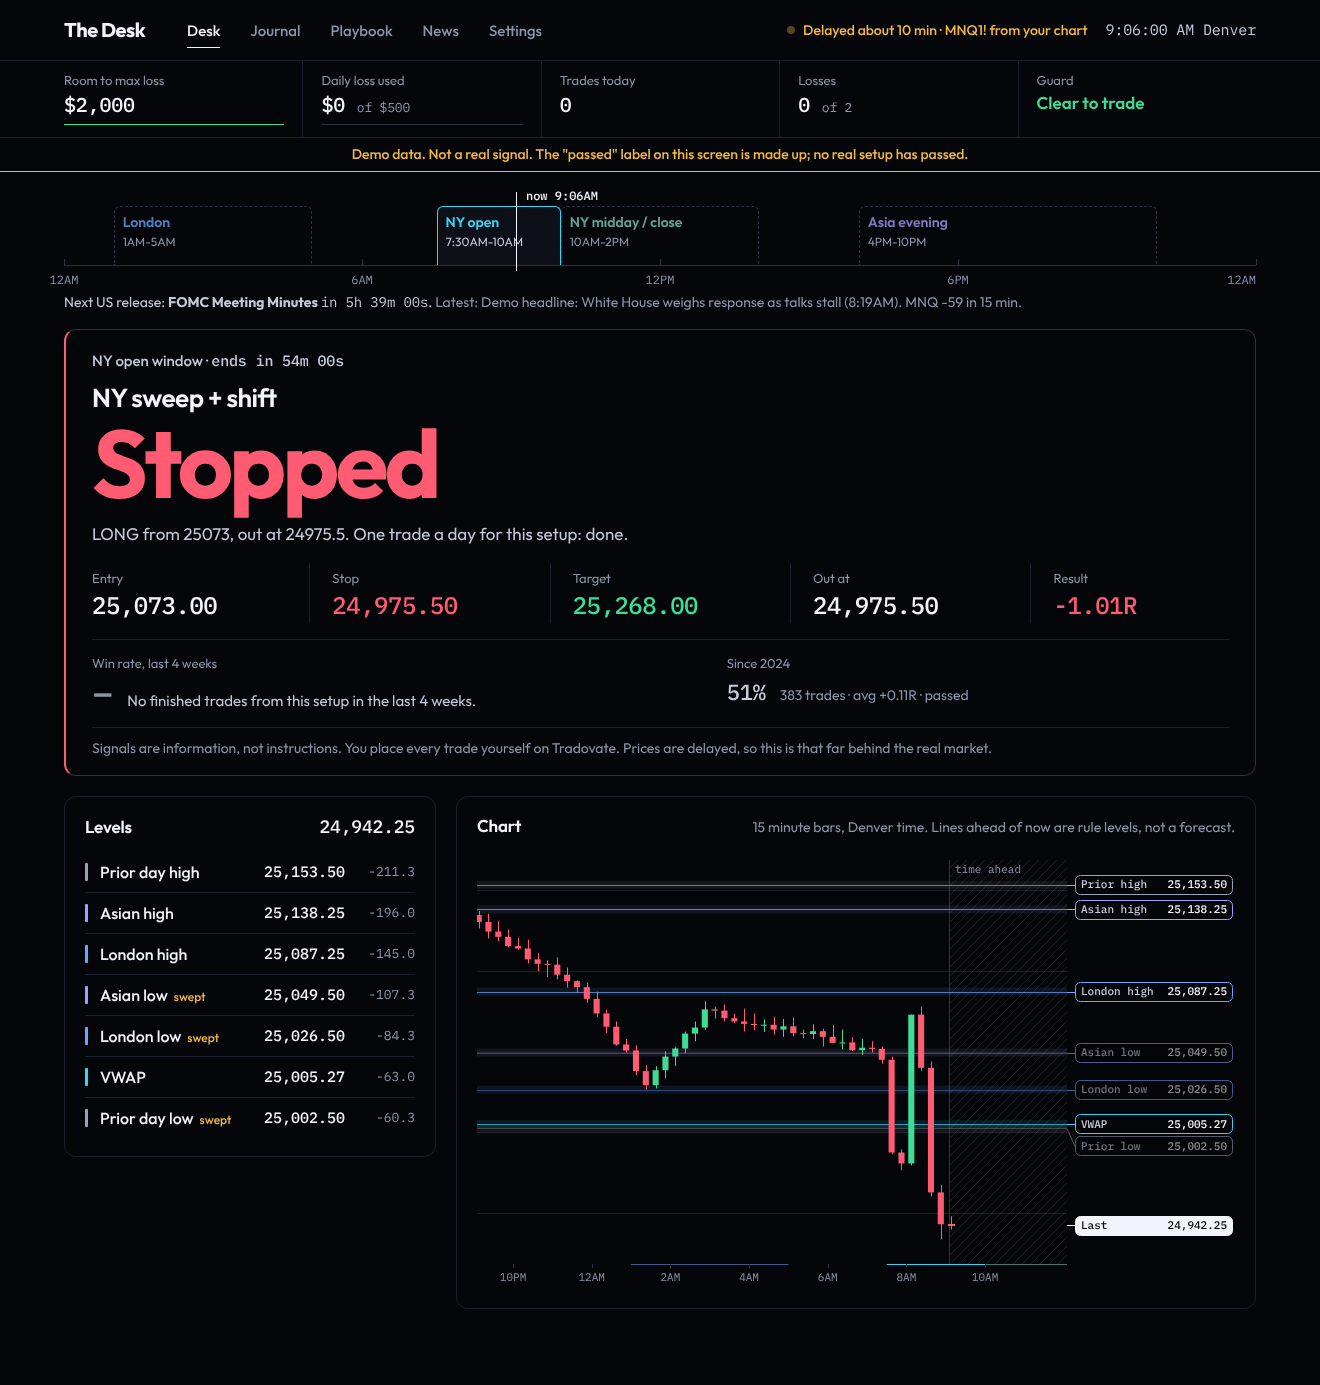 The Desk
Desk
Journal
Playbook
News
Settings
Delayed about 10 min · MNQ1! from your chart
9:06:00 AM Denver
Room to max loss
$2,000
Daily loss used
$0 of $500
Trades today
0
Losses
0 of 2
Guard
Clear to trade
Demo data. Not a real signal. The "passed" label on this screen is made up; no real setup has passed.
now 9:06AM
London
1AM-5AM
NY open
7:30AM-10AM
NY midday / close
10AM-2PM
Asia evening
4PM-10PM
12AM
6AM
12PM
6PM
12AM
Next US release: FOMC Meeting Minutes in 5h 39m 00s. Latest: Demo headline: White House weighs response as talks stall (8:19AM). MNQ -59 in 15 min.
NY open window · ends in 54m 00s
NY sweep + shift
Stopped
LONG from 25073, out at 24975.5. One trade a day for this setup: done.
Entry
25,073.00
Stop
24,975.50
Target
25,268.00
Out at
24,975.50
Result
-1.01R
Win rate, last 4 weeks
— No finished trades from this setup in the last 4 weeks.
Since 2024
51% 383 trades · avg +0.11R · passed
Signals are information, not instructions. You place every trade yourself on Tradovate. Prices are delayed, so this is that far behind the real market.
Levels 24,942.25
Prior day high 25,153.50 -211.3
Asian high 25,138.25 -196.0
London high 25,087.25 -145.0
Asian low swept 25,049.50 -107.3
London low swept 25,026.50 -84.3
VWAP 25,005.27 -63.0
Prior day low swept 25,002.50 -60.3
Chart
15 minute bars, Denver time. Lines ahead of now are rule levels, not a forecast.
time ahead
Prior high 25,153.50
Asian high 25,138.25
London high 25,087.25
Asian low 25,049.50
London low 25,026.50
VWAP 25,005.27
Prior low 25,002.50
Last 24,942.25
10PM
12AM
2AM
4AM
6AM
8AM
10AM